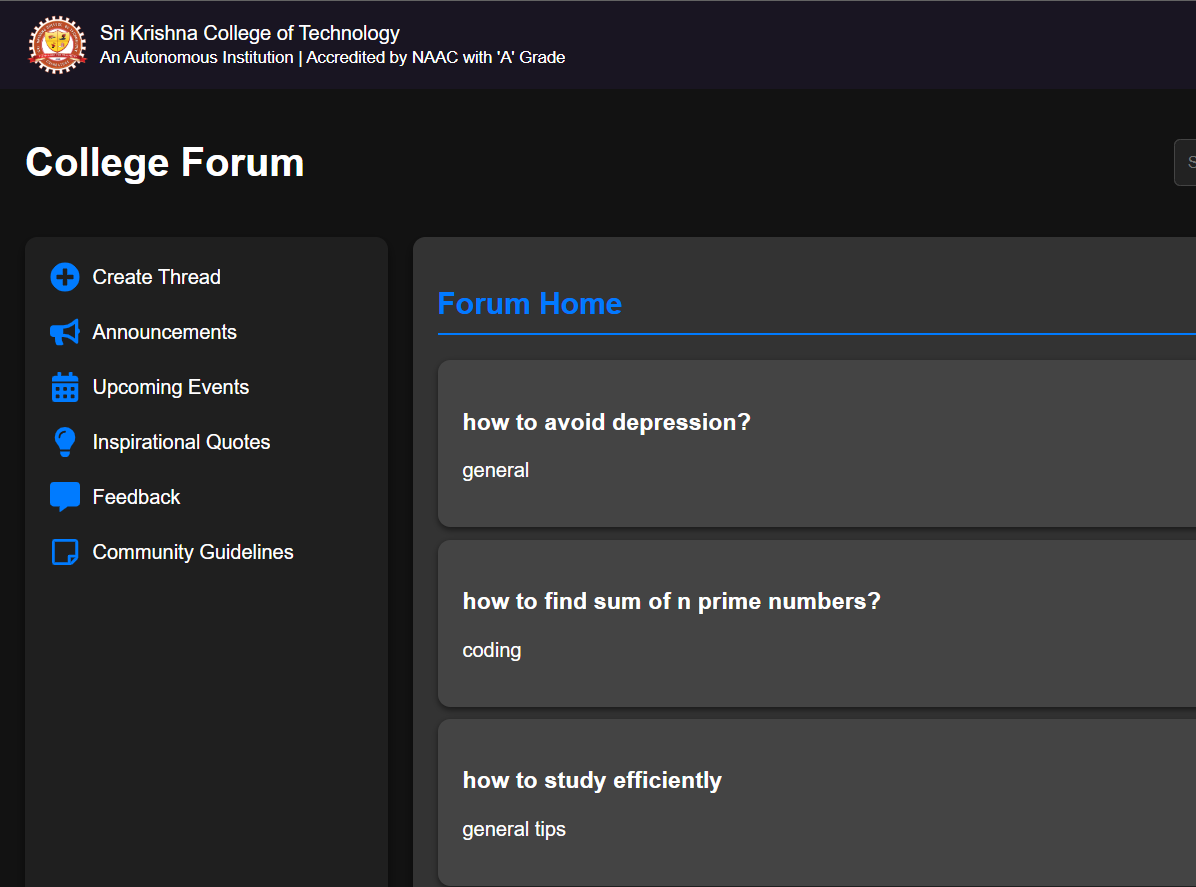 Sri Krishna College of Technology
An Autonomous Institution | Accredited by NAAC with 'A' Grade
College Forum
Create Thread
Announcements
Upcoming Events
Inspirational Quotes
Feedback
Community Guidelines
Forum Home
how to avoid depression?
general
how to find sum of n prime numbers?
coding
how to study efficiently
general tips